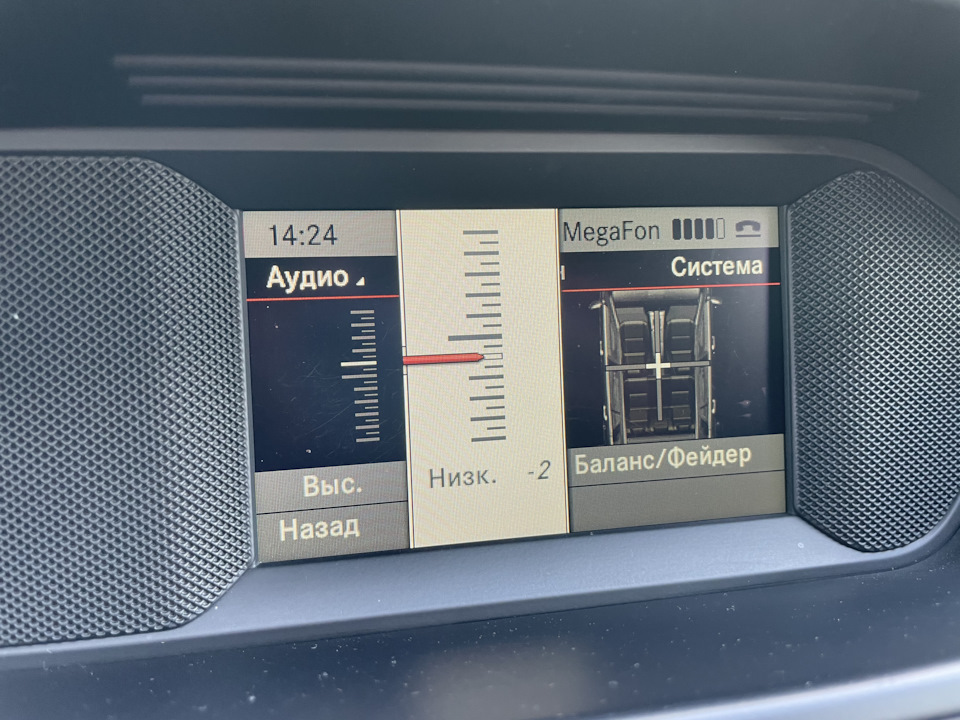 14:24
MegaFon
Аудио
Система
Низк. -2
Баланс/Фейдер
Выс.
Назад